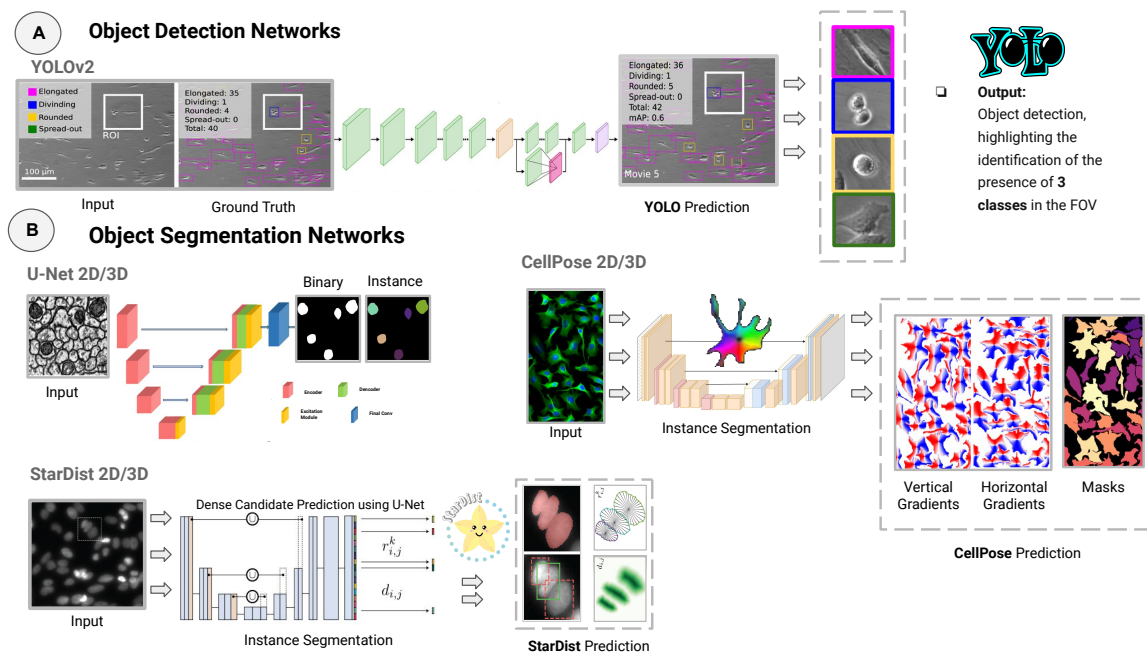 A
Object Detection Networks
YOLOv2
Elongated
Dividinding
Rounded
Spread-out
ROI
100 µm
Elongated: 35
Dividing: 1
Rounded: 4
Spread-out: 0
Total: 40
Input
Ground Truth
Elongated: 36
Dividing: 1
Rounded: 5
Spread-out: 0
Total: 42
mAP: 0.6
Movie 5
YOLO Prediction
YOLO
Output:
Object detection,
highlighting the
identification of the
presence of 3
classes in the FOV
B
Object Segmentation Networks
U-Net 2D/3D
Binary
Instance
Input
Encoder
Dencoder
Excitation
Module
Final Conv
CellPose 2D/3D
Input
Instance Segmentation
Vertical
Gradients
Horizontal
Gradients
Masks
CellPose Prediction
StarDist 2D/3D
Input
Dense Candidate Prediction using U-Net
r^k_{i,j}
d_{i,j}
Instance Segmentation
StarDist
d_{i,j}
StarDist Prediction